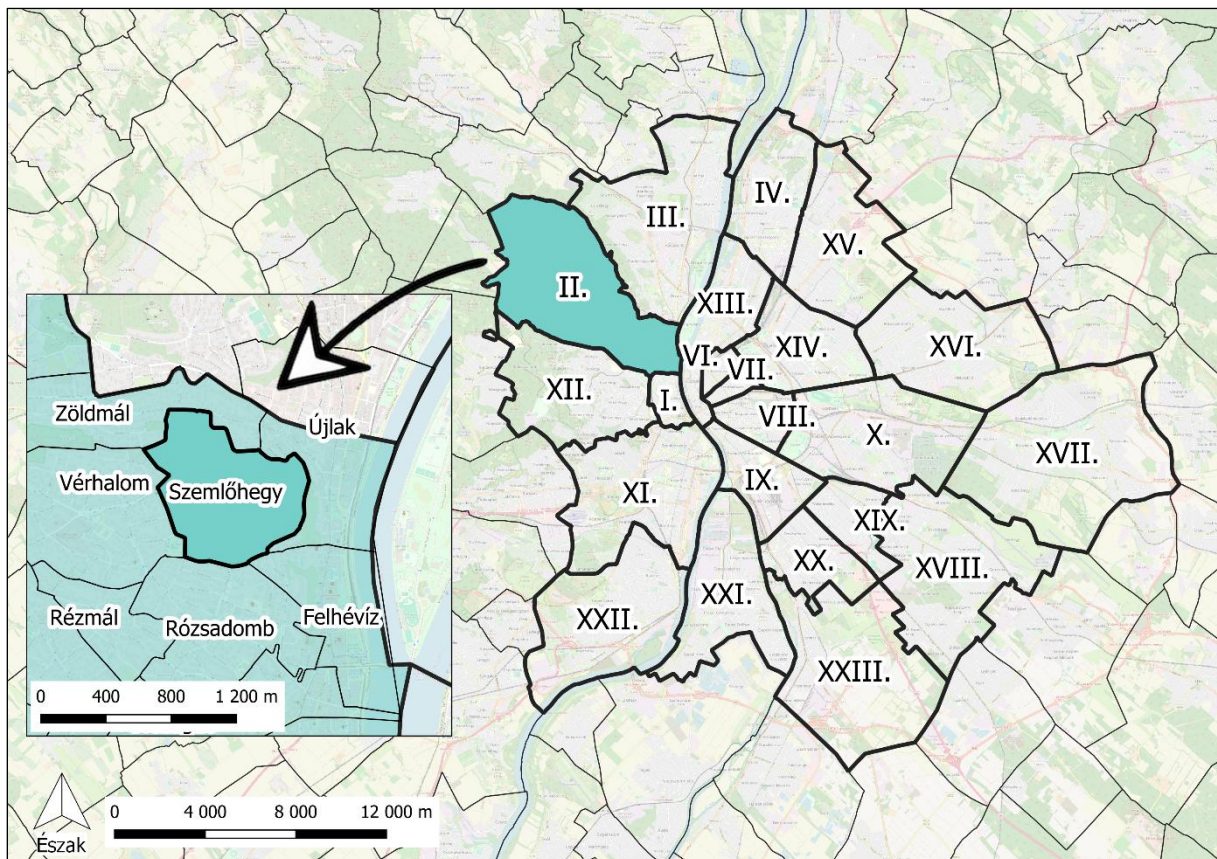 III.
IV.
XV.
II.
XIII.
XIV.
XVI.
VI.
VII.
XII.
I.
VIII.
X.
XVII.
XI.
IX.
XIX.
XX.
XVIII.
XXI.
XXII.
XXIII.
Zöldmál
Újlak
Vérhalom
Szemlőhegy
Rézmál
Rózsadomb
Felhévíz
0 400 800 1 200 m
0 4 000 8 000 12 000 m
Észak